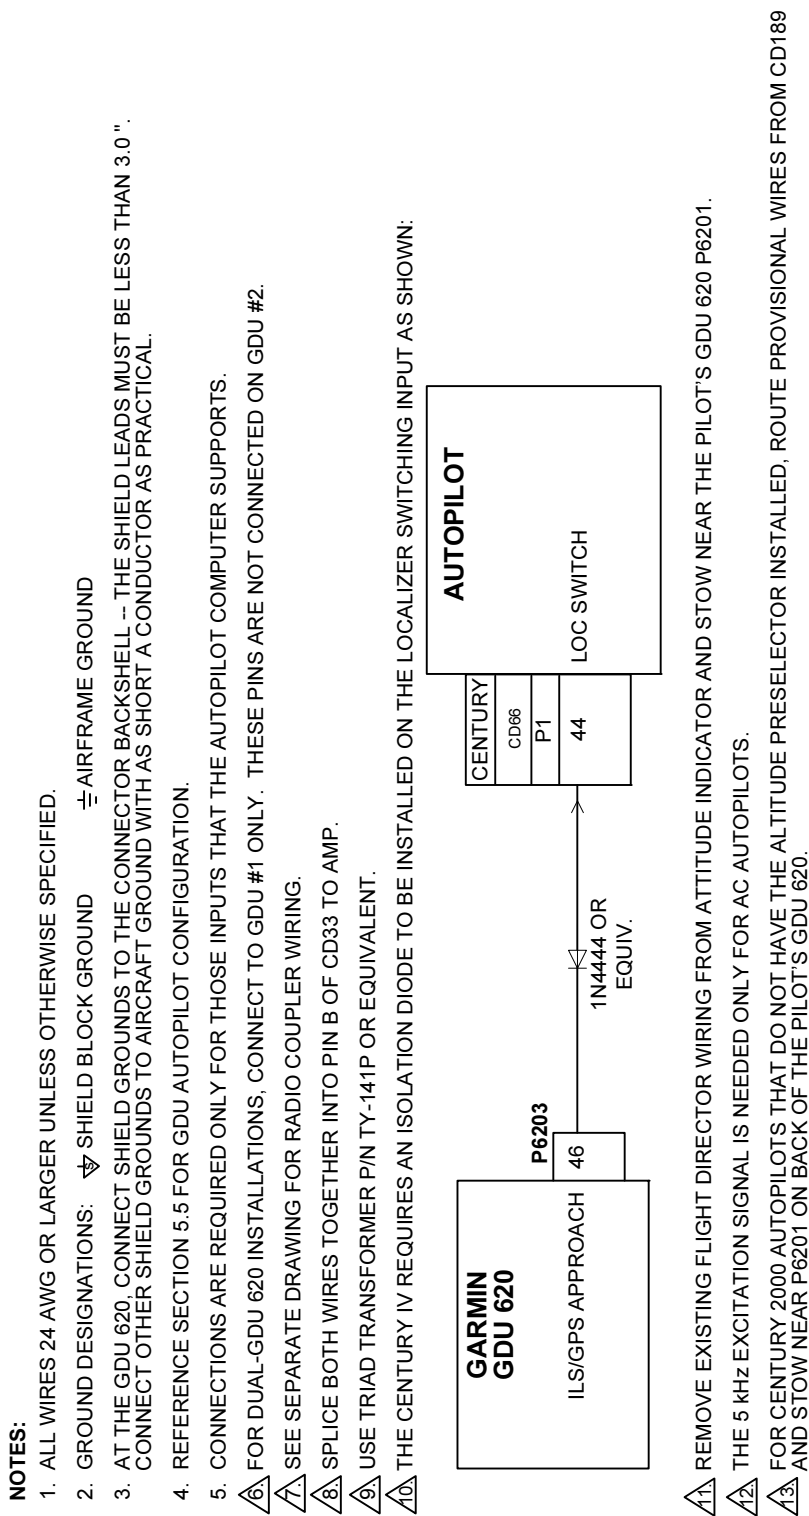 NOTES:
1. ALL WIRES 24 AWG OR LARGER UNLESS OTHERWISE SPECIFIED.
2. GROUND DESIGNATIONS: S SHIELD BLOCK GROUND AIRFRAME GROUND
3. AT THE GDU 620, CONNECT SHIELD GROUNDS TO THE CONNECTOR BACKSHELL -- THE SHIELD LEADS MUST BE LESS THAN 3.0 ".
CONNECT OTHER SHIELD GROUNDS TO AIRCRAFT GROUND WITH AS SHORT A CONDUCTOR AS PRACTICAL.
4. REFERENCE SECTION 5.5 FOR GDU AUTOPILOT CONFIGURATION.
5. CONNECTIONS ARE REQUIRED ONLY FOR THOSE INPUTS THAT THE AUTOPILOT COMPUTER SUPPORTS.
6. FOR DUAL-GDU 620 INSTALLATIONS, CONNECT TO GDU #1 ONLY. THESE PINS ARE NOT CONNECTED ON GDU #2.
7. SEE SEPARATE DRAWING FOR RADIO COUPLER WIRING.
8. SPLICE BOTH WIRES TOGETHER INTO PIN B OF CD33 TO AMP.
9. USE TRIAD TRANSFORMER P/N TY-141P OR EQUIVALENT.
10. THE CENTURY IV REQUIRES AN ISOLATION DIODE TO BE INSTALLED ON THE LOCALIZER SWITCHING INPUT AS SHOWN:
GARMIN
GDU 620
ILS/GPS APPROACH
P6203
46
1N4444 OR
EQUIV.
CENTURY
CD66
P1
44
AUTOPILOT
LOC SWITCH
11. REMOVE EXISTING FLIGHT DIRECTOR WIRING FROM ATTITUDE INDICATOR AND STOW NEAR THE PILOT'S GDU 620 P6201.
12. THE 5 kHz EXCITATION SIGNAL IS NEEDED ONLY FOR AC AUTOPILOTS.
13. FOR CENTURY 2000 AUTOPILOTS THAT DO NOT HAVE THE ALTITUDE PRESELECTOR INSTALLED, ROUTE PROVISIONAL WIRES FROM CD189
AND STOW NEAR P6201 ON BACK OF THE PILOT'S GDU 620.